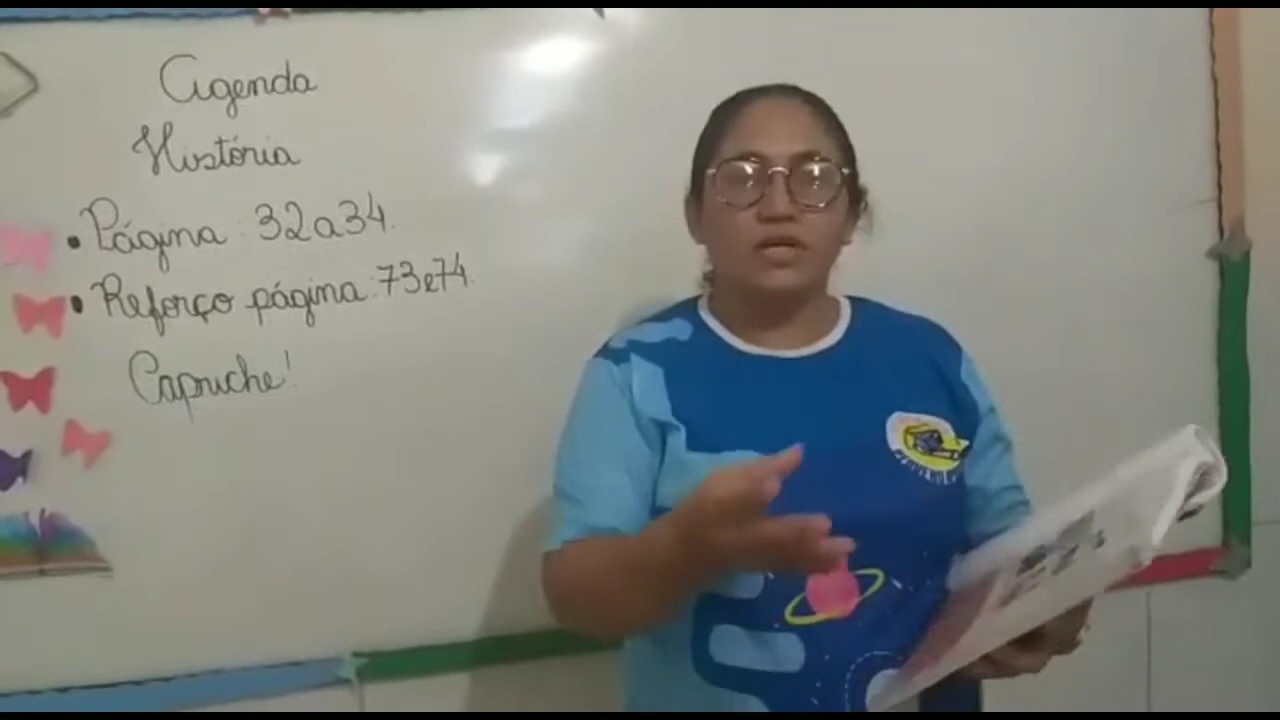 Agenda
História
• Página: 32 a 34.
• Reforço página: 73 e 74.
Capriche!